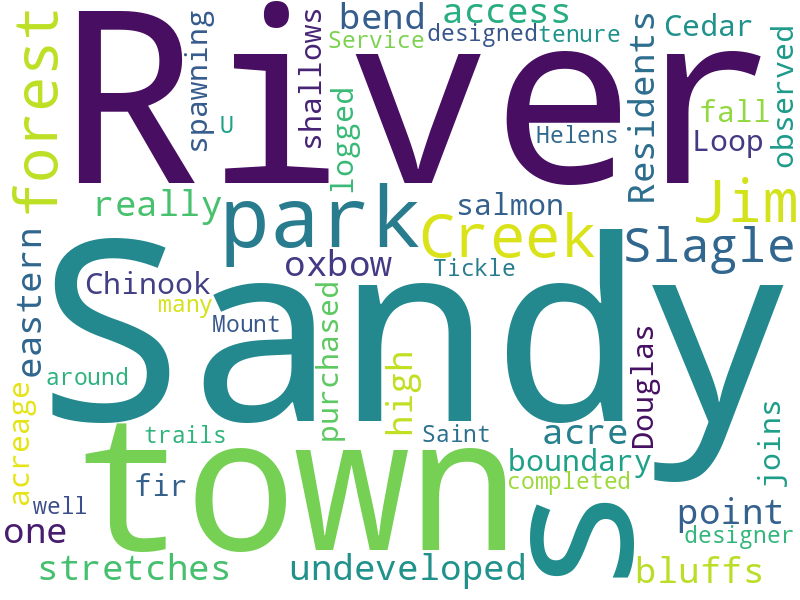 River
Sandy
town
s
park
Creek
Jim
Slagle
forest
bend
access
Service
designed
tenure
Cedar
spawning
U
shallows
logged
Helens
Residents
fall
Loop
observed
really
salmon
oxbow
Tickle
Chinook
many
Mount
eastern
around
purchased
high
Douglas
acreage
trails
Saint
acre
boundary
completed
joins
fir
well
one
point
designer
stretches
undeveloped
bluffs